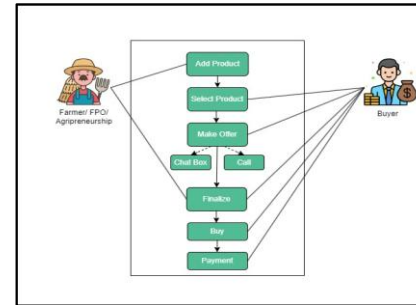 Add Product
Select Product
Make Offer
Chat Box
Call
Finalize
Buy
Payment
Farmer/ FPO/
Agripreneurship
Buyer